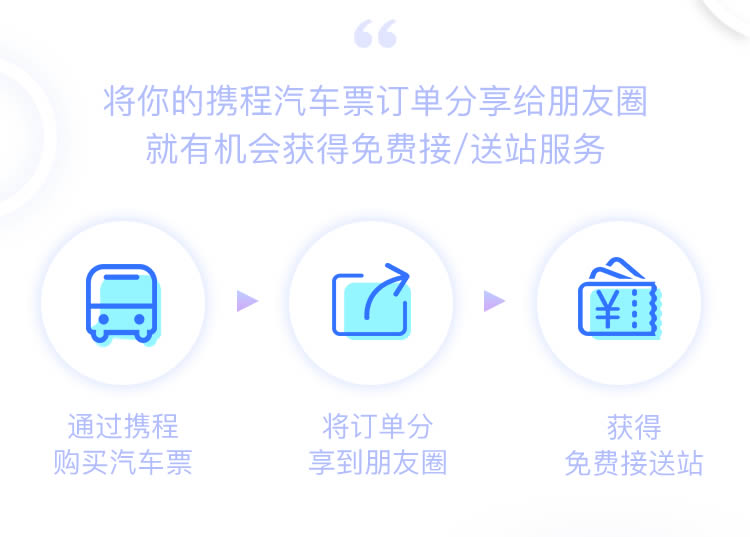 将你的携程汽车票订单分享给朋友圈
就有机会获得免费接/送站服务
通过携程
购买汽车票
将订单分
享到朋友圈
获得
免费接送站